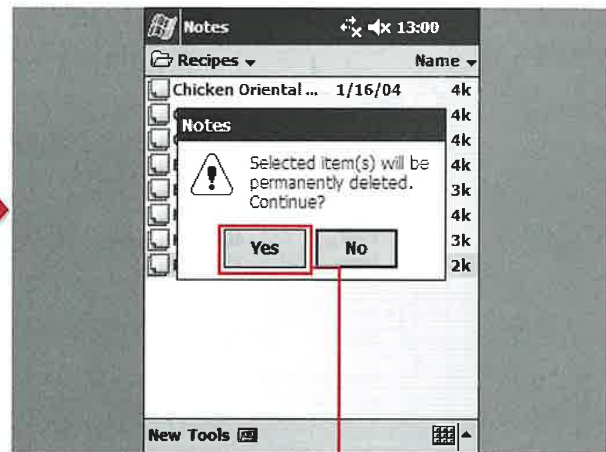 Notes 13:00
Recipes Name
Chicken Oriental ... 1/16/04 4k
4k
Notes
4k
Selected item(s) will be
4k
permanently deleted.
3k
Continue?
4k
Yes No
3k
2k
New Tools